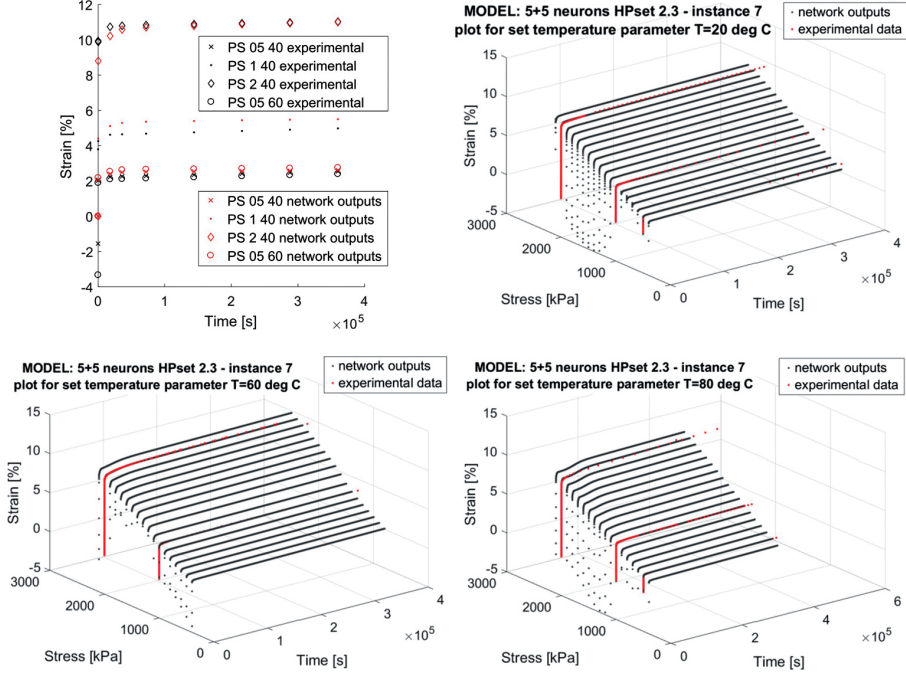 12
10
8
6
4
2
0
-2
-4
0
1
2
3
4
×10⁵
Strain [%]
Time [s]
PS 05 40 experimental
PS 1 40 experimental
PS 2 40 experimental
PS 05 60 experimental
PS 05 40 network outputs
PS 1 40 network outputs
PS 2 40 network outputs
PS 05 60 network outputs
MODEL: 5+5 neurons HPset 2.3 - instance 7
plot for set temperature parameter T=20 deg C
network outputs
experimental data
15
10
5
0
-5
3000
2000
1000
0
0
1
2
3
4
×10⁵
Strain [%]
Stress [kPa]
Time [s]
MODEL: 5+5 neurons HPset 2.3 - instance 7
plot for set temperature parameter T=60 deg C
network outputs
experimental data
15
10
5
0
-5
3000
2000
1000
0
0
1
2
3
4
×10⁵
Strain [%]
Stress [kPa]
Time [s]
MODEL: 5+5 neurons HPset 2.3 - instance 7
plot for set temperature parameter T=80 deg C
network outputs
experimental data
15
10
5
0
-5
3000
2000
1000
0
0
2
4
6
×10⁵
Strain [%]
Stress [kPa]
Time [s]